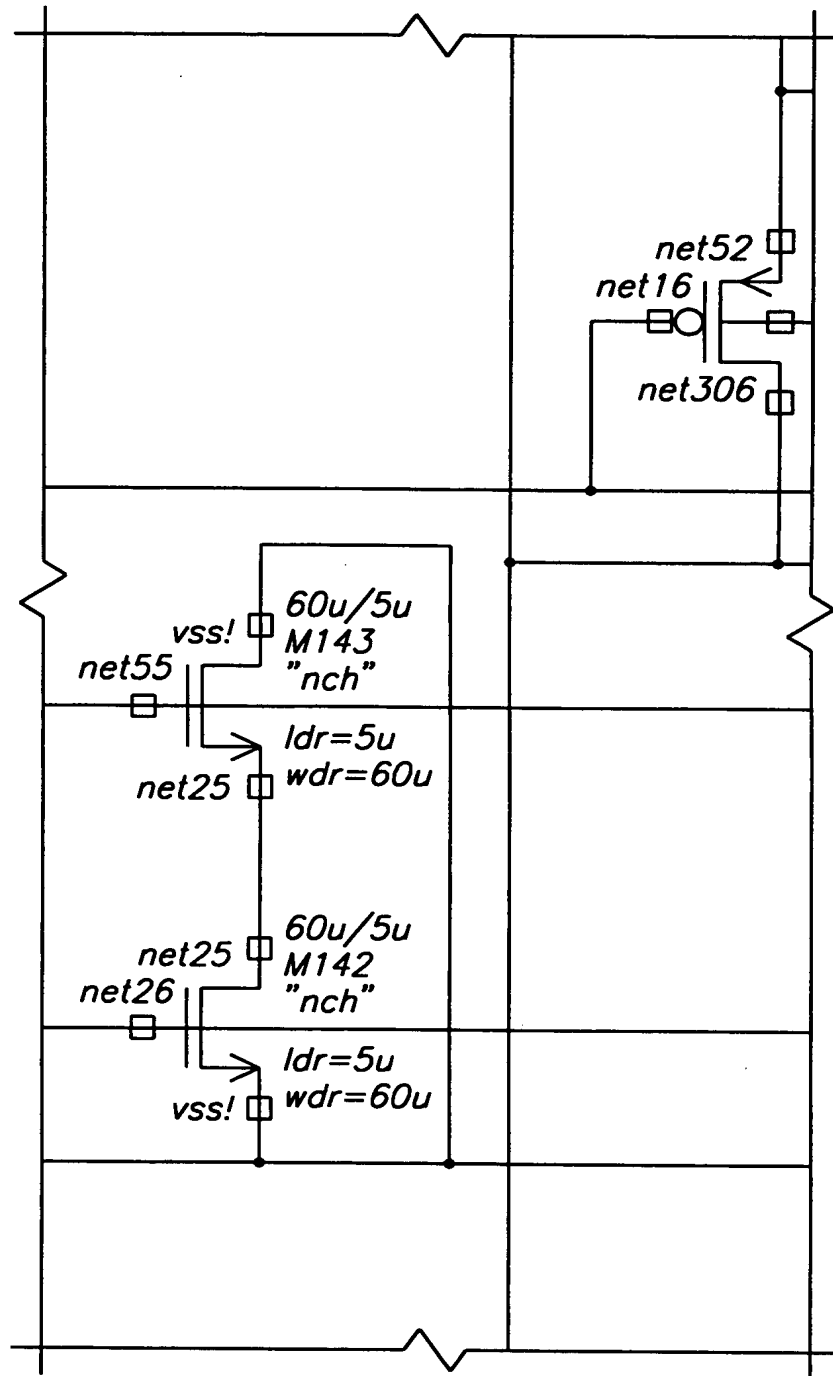 net52
net16
net306
60u/5u
vss!
M143
net55
"nch"
ldr=5u
net25
wdr=60u
60u/5u
net25
M142
net26
"nch"
ldr=5u
vss!
wdr=60u